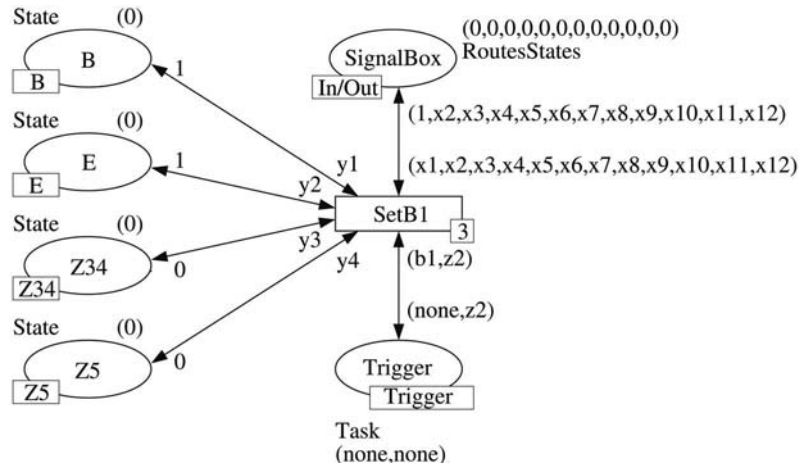 State (0)
B
B
1
State (0)
E
E
1
State (0)
Z34
Z34
0
State (0)
Z5
Z5
0
y1
y2
y3
y4
(0,0,0,0,0,0,0,0,0,0,0,0)
RoutesStates
SignalBox
In/Out
(1,x2,x3,x4,x5,x6,x7,x8,x9,x10,x11,x12)
(x1,x2,x3,x4,x5,x6,x7,x8,x9,x10,x11,x12)
SetB1
3
(b1,z2)
(none,z2)
Trigger
Trigger
Task
(none,none)